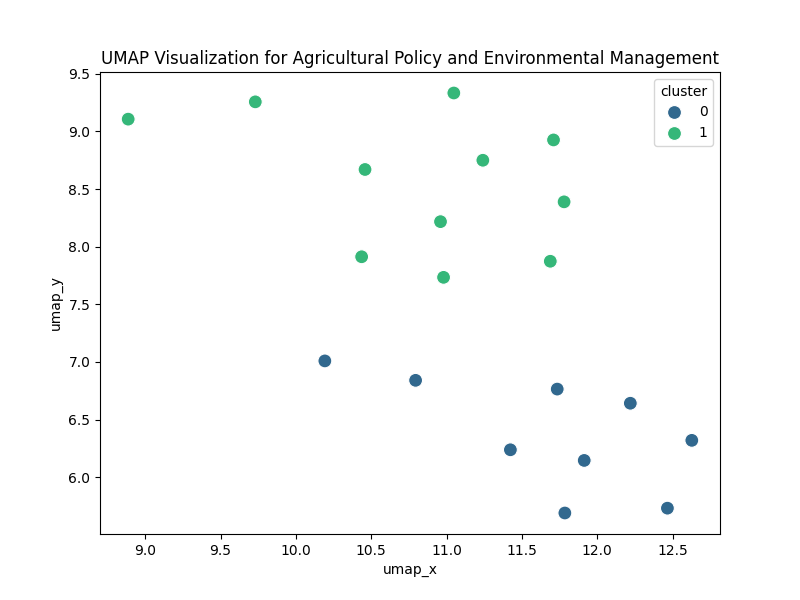 UMAP Visualization for Agricultural Policy and Environmental Management
cluster
0
1
9.5
9.0
8.5
8.0
7.5
7.0
6.5
6.0
umap_y
9.0 9.5 10.0 10.5 11.0 11.5 12.0 12.5
umap_x